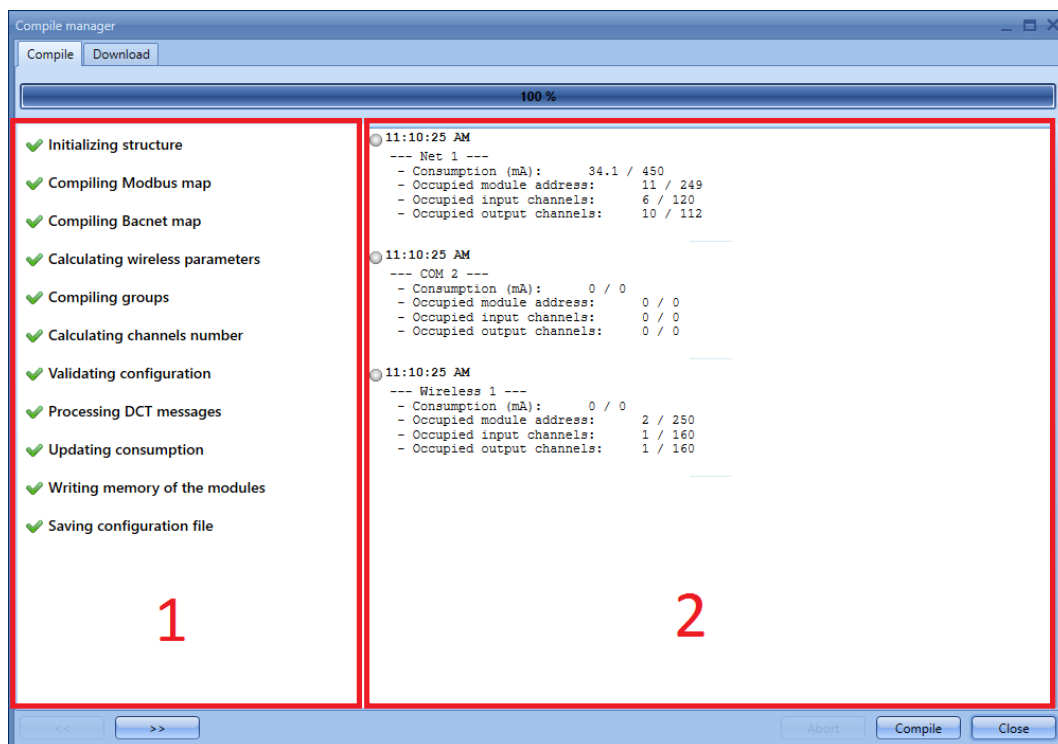 Compile manager
Compile Download
100 %
Initializing structure
Compiling Modbus map
Compiling Bacnet map
Calculating wireless parameters
Compiling groups
Calculating channels number
Validating configuration
Processing DCT messages
Updating consumption
Writing memory of the modules
Saving configuration file
1
11:10:25 AM
--- Net 1 ---
- Consumption (mA): 34.1 / 450
- Occupied module address: 11 / 249
- Occupied input channels: 6 / 120
- Occupied output channels: 10 / 112
11:10:25 AM
--- COM 2 ---
- Consumption (mA): 0 / 0
- Occupied module address: 0 / 0
- Occupied input channels: 0 / 0
- Occupied output channels: 0 / 0
11:10:25 AM
--- Wireless 1 ---
- Consumption (mA): 0 / 0
- Occupied module address: 2 / 250
- Occupied input channels: 1 / 160
- Occupied output channels: 1 / 160
2
<< >> Abort Compile Close